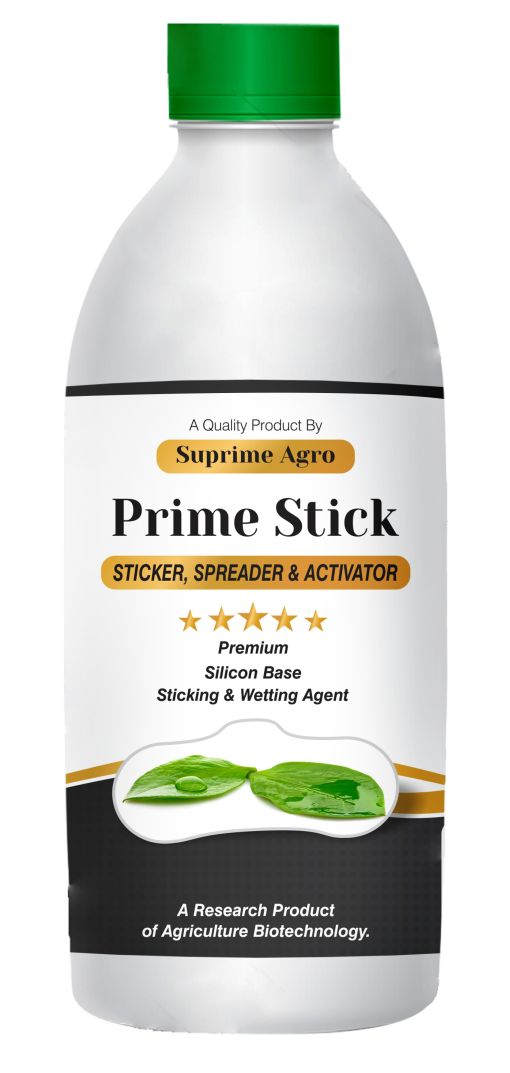 A Quality Product By
Suprime Agro
Prime Stick
STICKER, SPREADER & ACTIVATOR
Premium
Silicon Base
Sticking & Wetting Agent
A Research Product
of Agriculture Biotechnology.